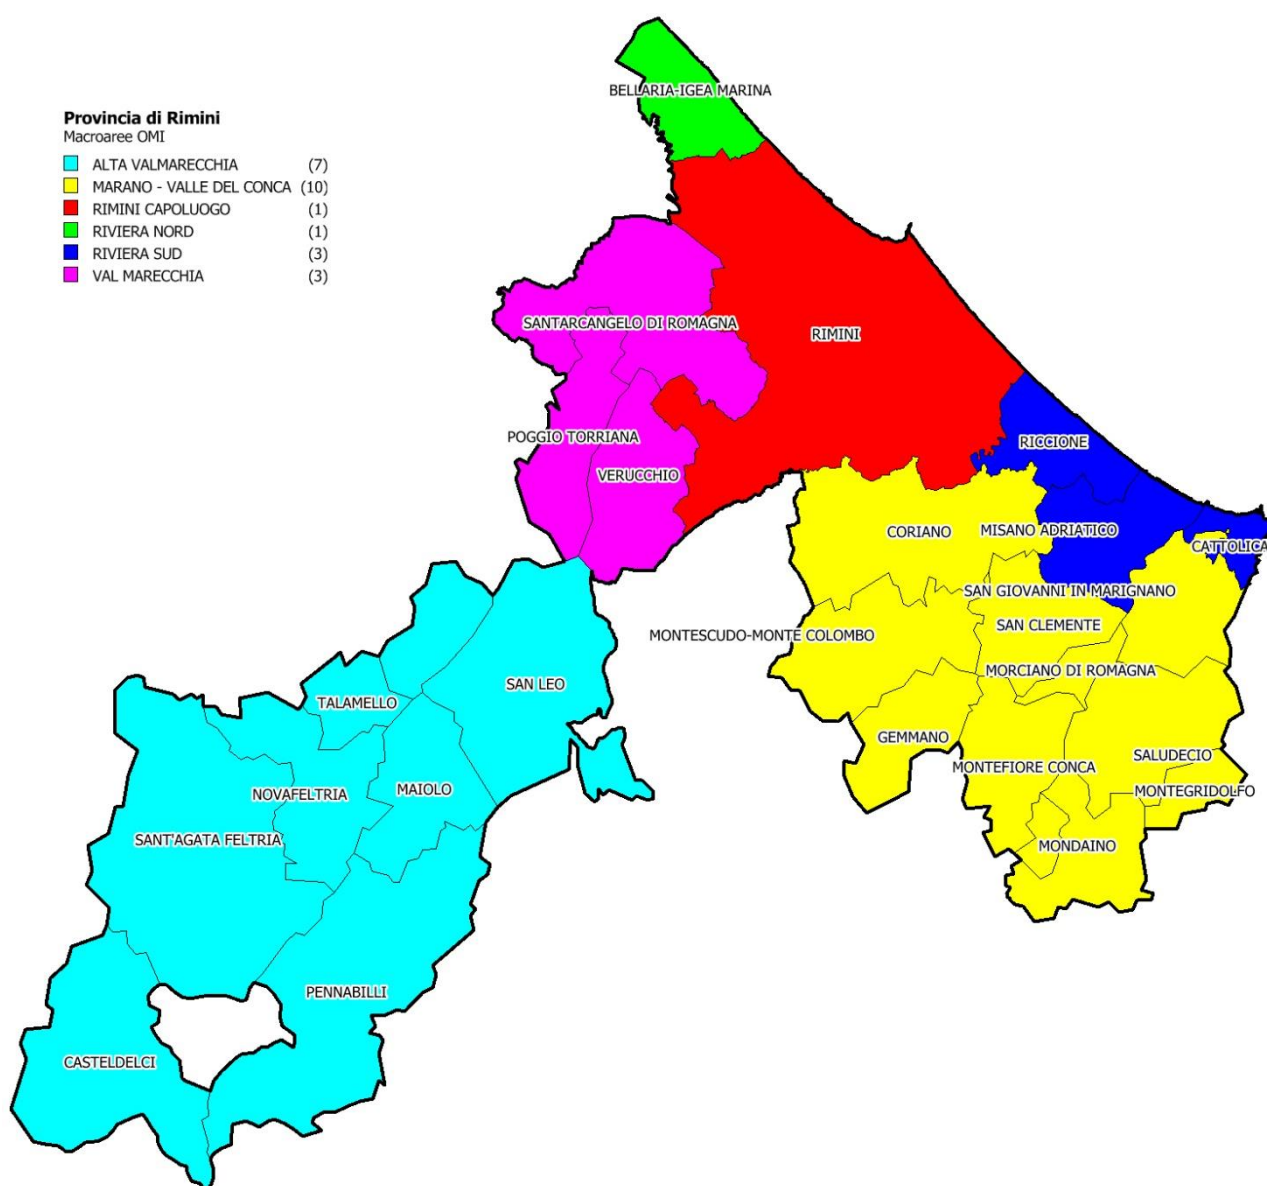 Provincia di Rimini
Macroaree OMI
ALTA VALMARECCHIA (7)
MARANO - VALLE DEL CONCA (10)
RIMINI CAPOLUOGO (1)
RIVIERA NORD (1)
RIVIERA SUD (3)
VAL MARECCHIA (3)
BELLARIA-IGEA MARINA
SANTARCANGELO DI ROMAGNA
RIMINI
POGGIO TORRIANA
RICCIONE
VERUCCHIO
CORIANO
MISANO ADRIATICO
CATTOLICA
SAN GIOVANNI IN MARIGNANO
SAN CLEMENTE
MONTESCUDO-MONTE COLOMBO
MORCIANO DI ROMAGNA
SAN LEO
TALAMELLO
GEMMANO
SALUDECIO
MONTEFIORE CONCA
MONTEGRIDOLFO
MAIOLO
NOVAFELTRIA
SANT'AGATA FELTRIA
MONDAINO
PENNABILLI
CASTELDELCI